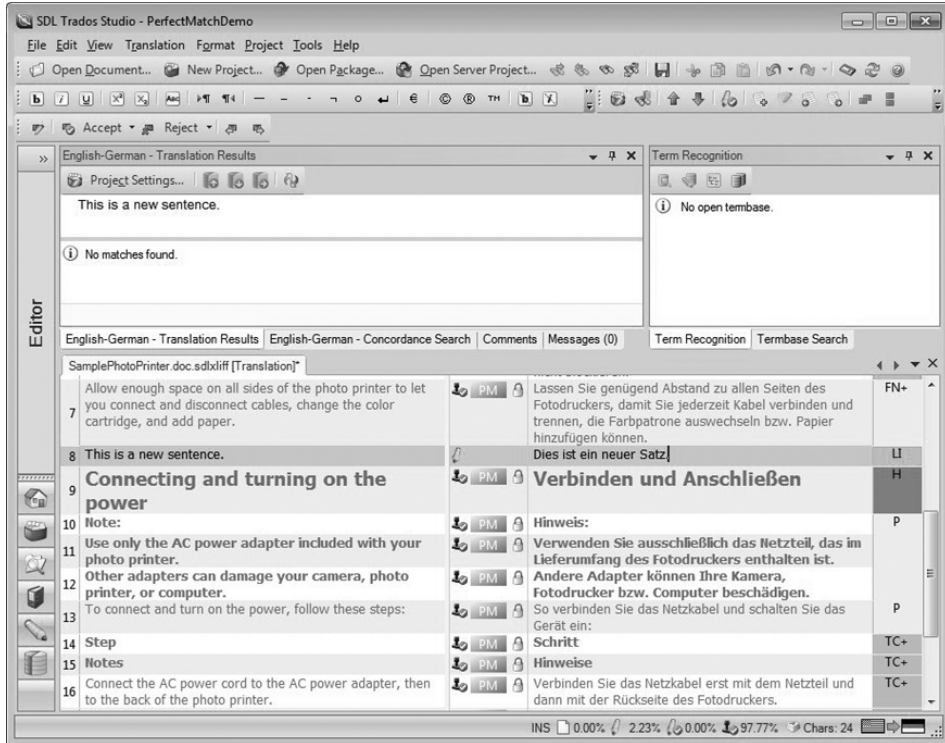 SDL Trados Studio - PerfectMatchDemo
File Edit View Translation Format Project Tools Help
Open Document... New Project... Open Package... Open Server Project...
b i U X² X₂ ABC ¶ ¶ — – - ¬ o ↵ € © ® TM
Accept Reject
English-German - Translation Results
Term Recognition
Project Settings...
This is a new sentence.
No open termbase.
No matches found.
Editor
English-German - Translation Results English-German - Concordance Search Comments Messages (0)
Term Recognition Termbase Search
SamplePhotoPrinter.doc.sdlxliff [Translation]*
7 Allow enough space on all sides of the photo printer to let
you connect and disconnect cables, change the color
cartridge, and add paper.
PM
Lassen Sie genügend Abstand zu allen Seiten des
Fotodruckers, damit Sie jederzeit Kabel verbinden und
trennen, die Farbpatrone auswechseln bzw. Papier
hinzufügen können.
FN+
8 This is a new sentence. Dies ist ein neuer Satz LI
9 Connecting and turning on the
power
PM Verbinden und Anschließen H
10 Note: PM Hinweis: P
11 Use only the AC power adapter included with your
photo printer.
PM Verwenden Sie ausschließlich das Netzteil, das im
Lieferumfang des Fotodruckers enthalten ist.
12 Other adapters can damage your camera, photo
printer, or computer.
PM Andere Adapter können Ihre Kamera,
Fotodrucker bzw. Computer beschädigen.
13 To connect and turn on the power, follow these steps:
PM So verbinden Sie das Netzkabel und schalten Sie das
Gerät ein:
P
14 Step PM Schritt TC+
15 Notes PM Hinweise TC+
16 Connect the AC power cord to the AC power adapter, then
to the back of the photo printer.
PM Verbinden Sie das Netzkabel erst mit dem Netzteil und
dann mit der Rückseite des Fotodruckers.
TC+
INS 0.00% 2.23% 0.00% 97.77% Chars: 24